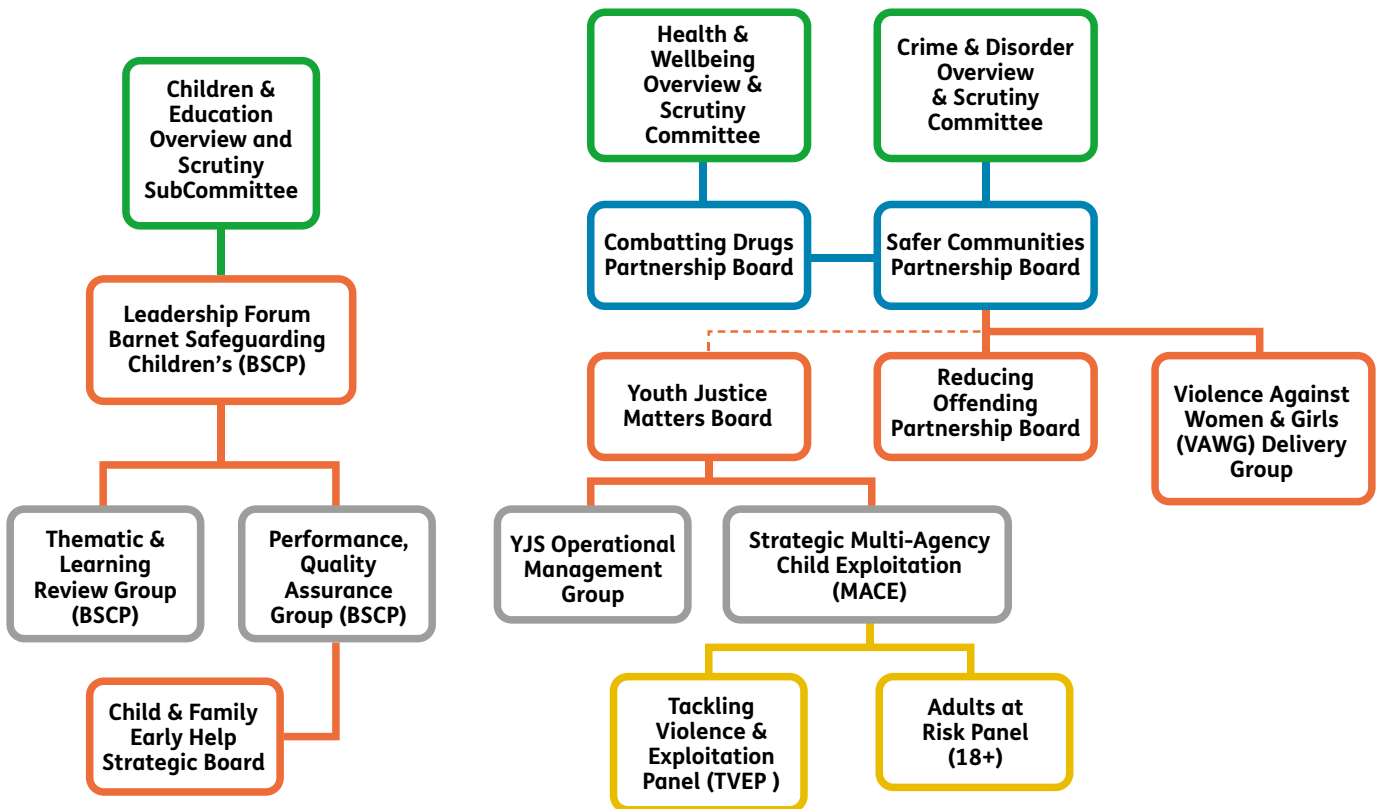 Children &
Education
Overview and
Scrutiny
SubCommittee
Leadership Forum
Barnet Safeguarding
Children’s (BSCP)
Thematic &
Learning
Review Group
(BSCP)
Performance,
Quality
Assurance
Group (BSCP)
Child & Family
Early Help
Strategic Board
Health &
Wellbeing
Overview &
Scrutiny
Committee
Crime & Disorder
Overview
& Scrutiny
Committee
Combatting Drugs
Partnership Board
Safer Communities
Partnership Board
Youth Justice
Matters Board
Reducing
Offending
Partnership Board
Violence Against
Women & Girls
(VAWG) Delivery
Group
YJS Operational
Management
Group
Strategic Multi-Agency
Child Exploitation
(MACE)
Tackling
Violence &
Exploitation
Panel (TVEP )
Adults at
Risk Panel
(18+)